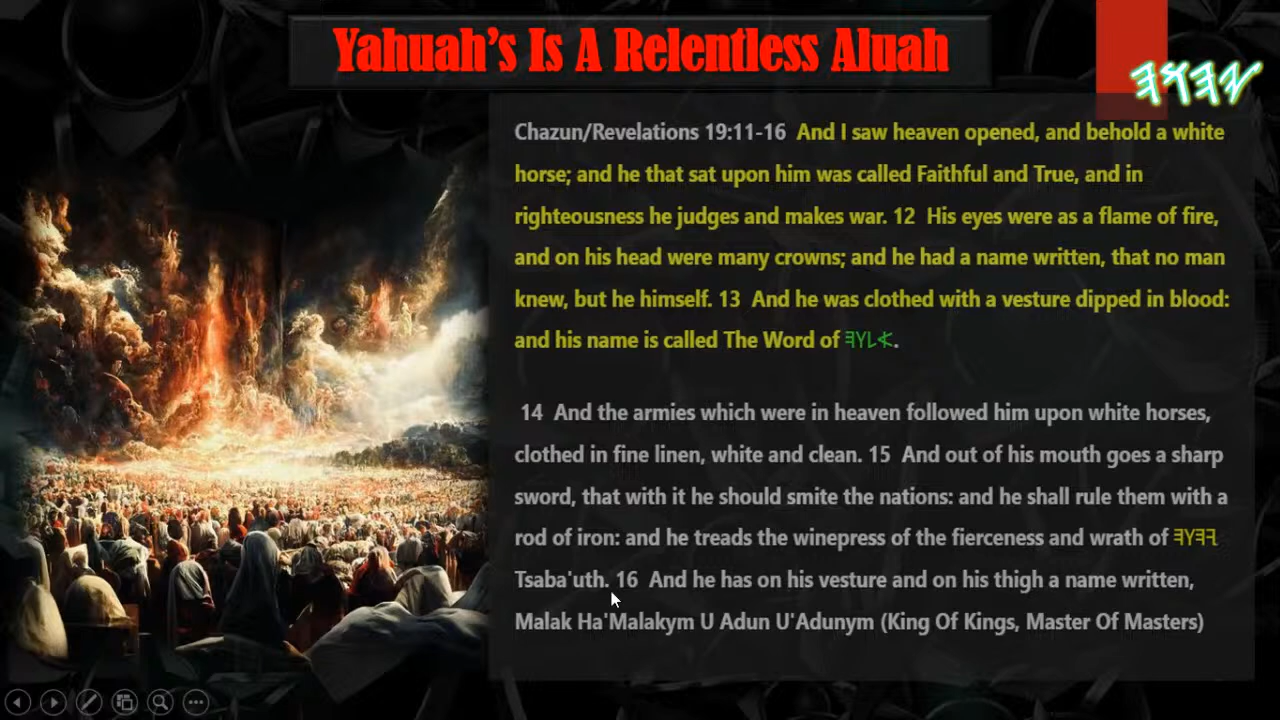 Yahuah’s Is A Relentless Aluah
𐤉𐤄𐤅𐤄
Chazun/Revelations 19:11-16 And I saw heaven opened, and behold a white
horse; and he that sat upon him was called Faithful and True, and in
righteousness he judges and makes war. 12 His eyes were as a flame of fire,
and on his head were many crowns; and he had a name written, that no man
knew, but he himself. 13 And he was clothed with a vesture dipped in blood:
and his name is called The Word of 𐤀𐤋𐤅𐤄.
14 And the armies which were in heaven followed him upon white horses,
clothed in fine linen, white and clean. 15 And out of his mouth goes a sharp
sword, that with it he should smite the nations: and he shall rule them with a
rod of iron: and he treads the winepress of the fierceness and wrath of 𐤉𐤄𐤅𐤄
Tsaba'uth. 16 And he has on his vesture and on his thigh a name written,
Malak Ha'Malakym U Adun U'Adunym (King Of Kings, Master Of Masters)